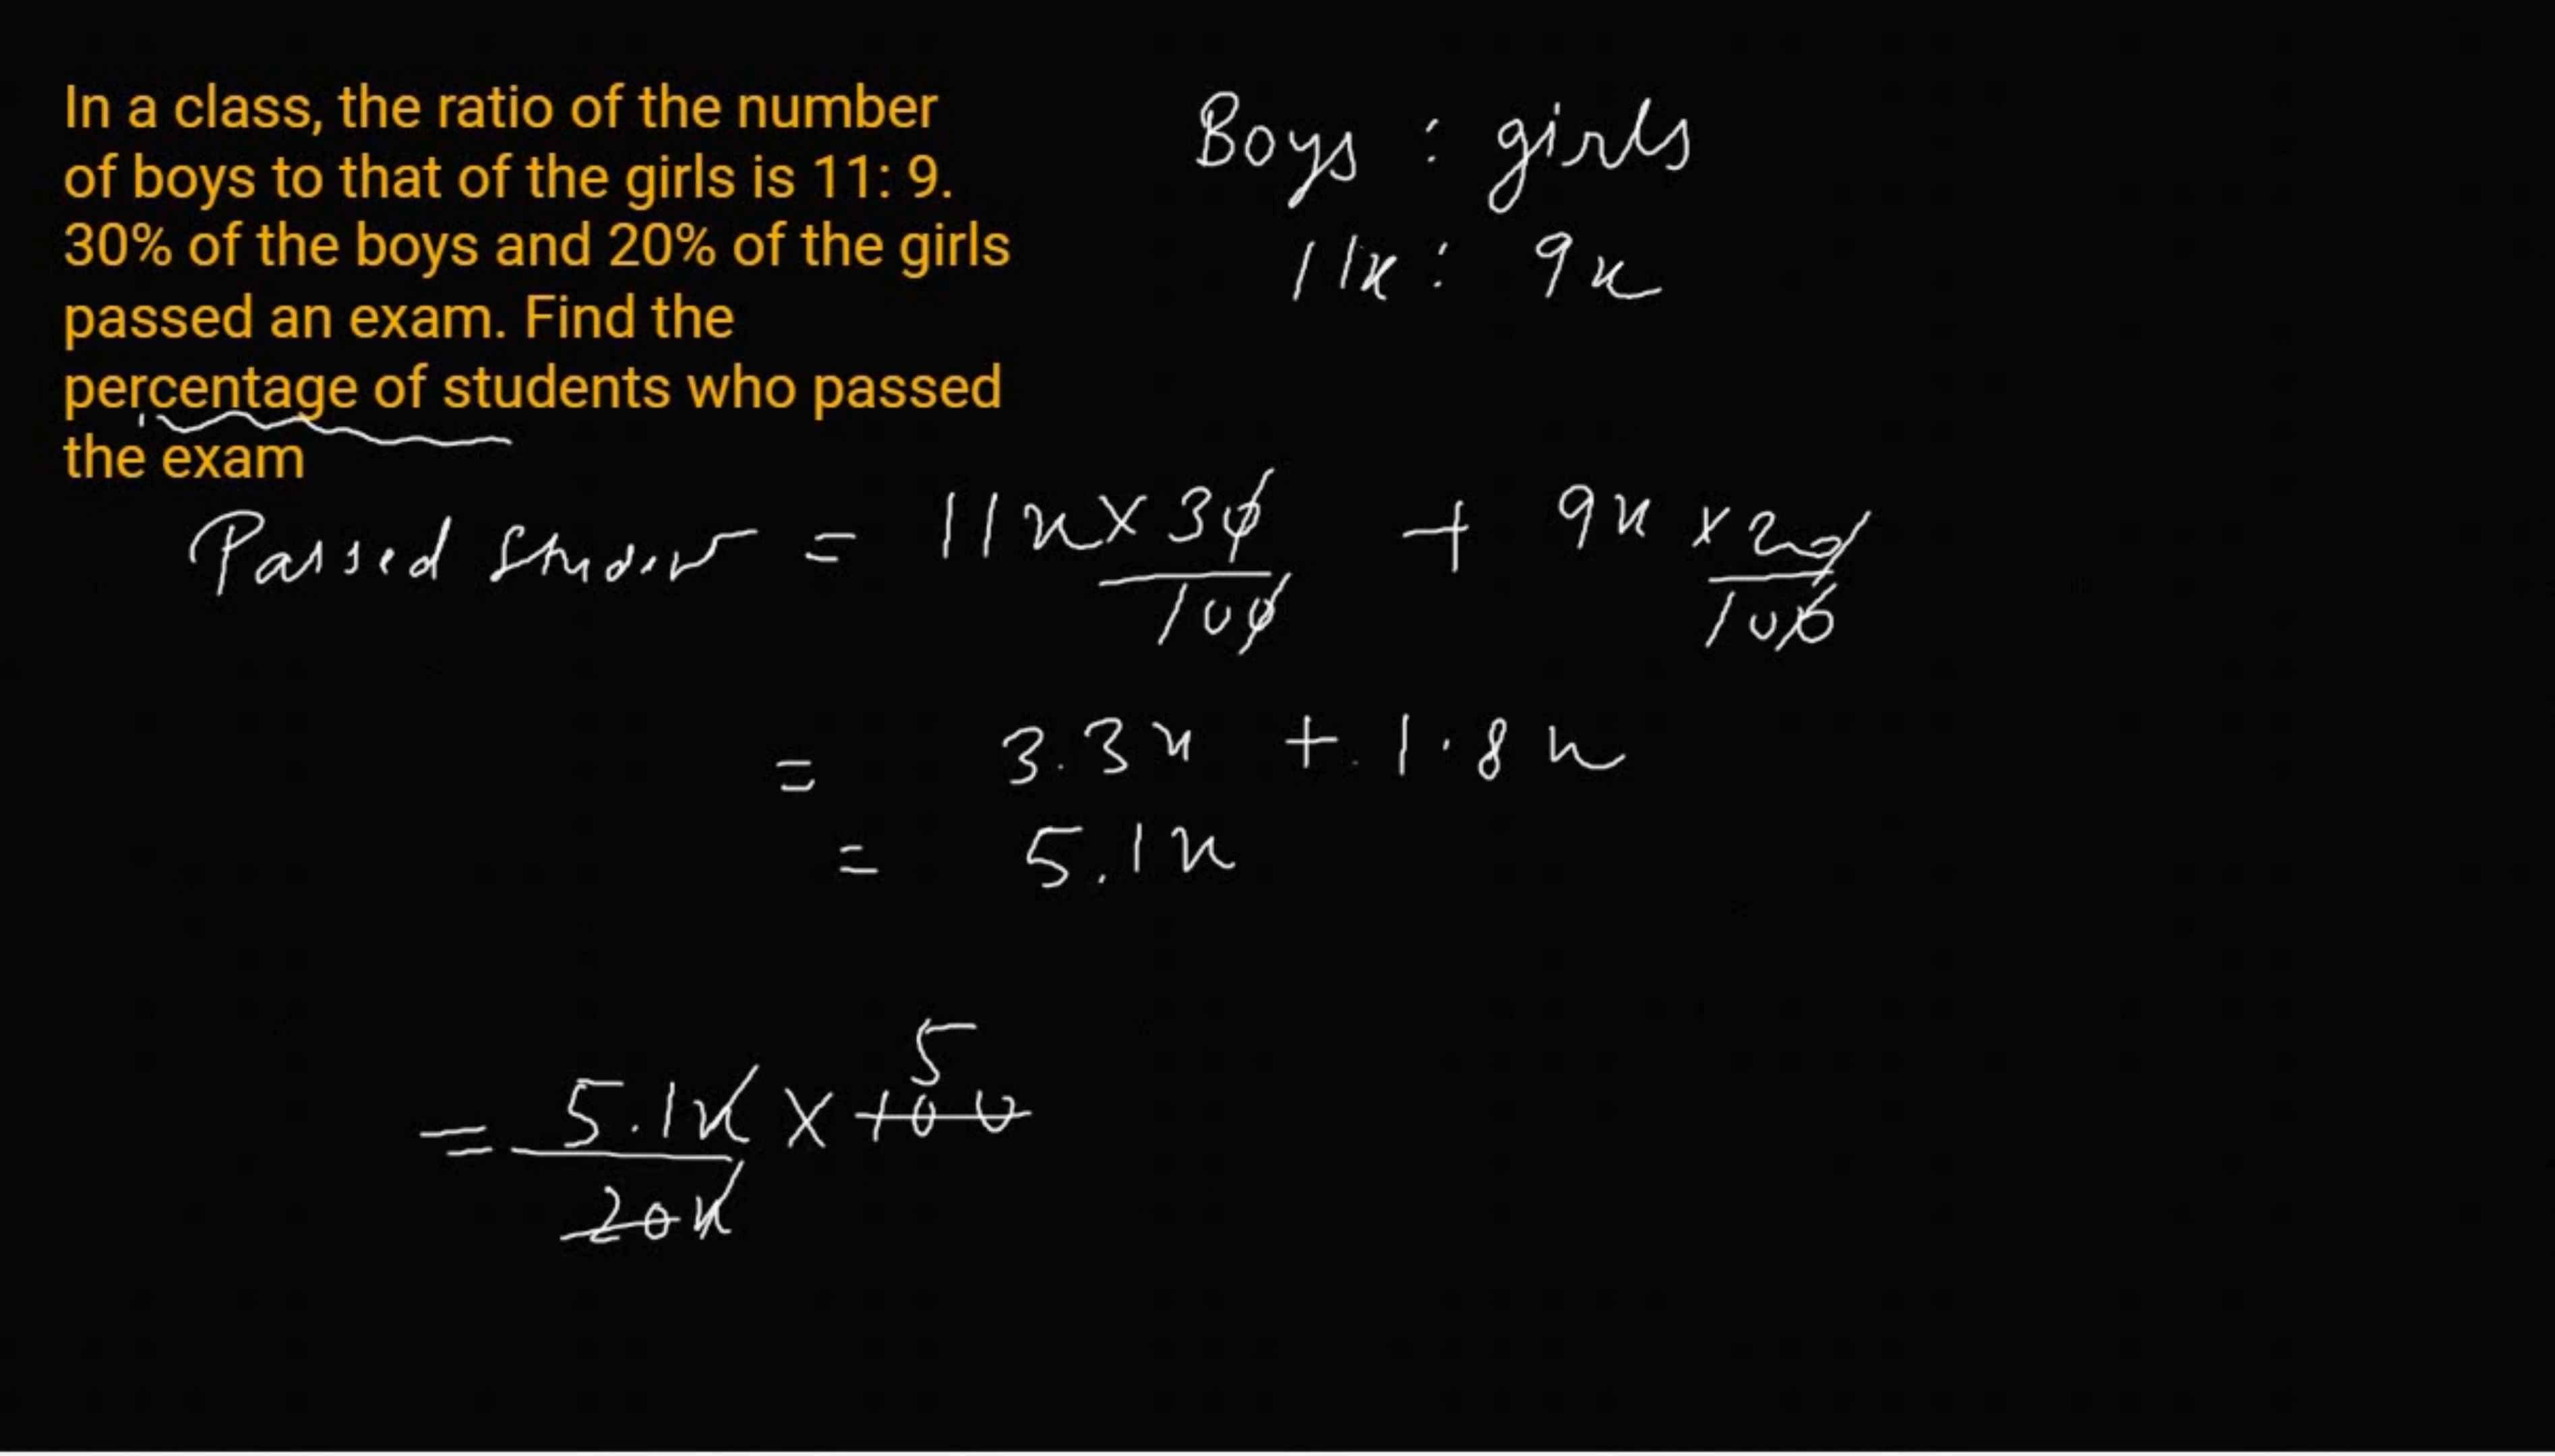 In a class, the ratio of the number
of boys to that of the girls is 11: 9.
30% of the boys and 20% of the girls
passed an exam. Find the
percentage of students who passed
the exam
Boys : girls
11x : 9x
Passed = 11x × 30/100 + 9x × 20/100
= 3.3x + 1.8x
= 5.1x
5
= 5.1x/20x × 100